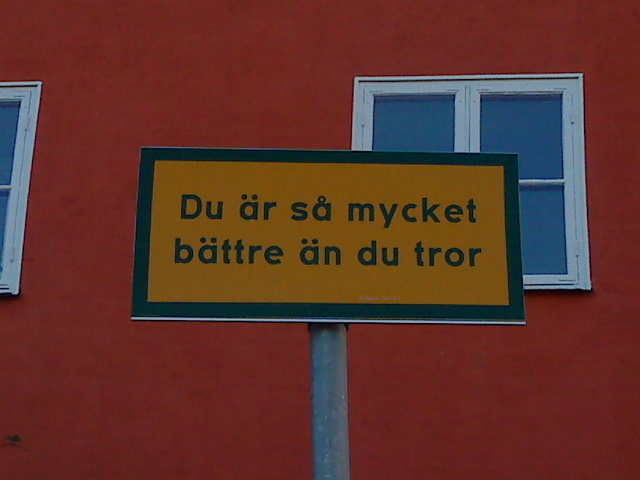 Du är så mycket
bättre än du tror